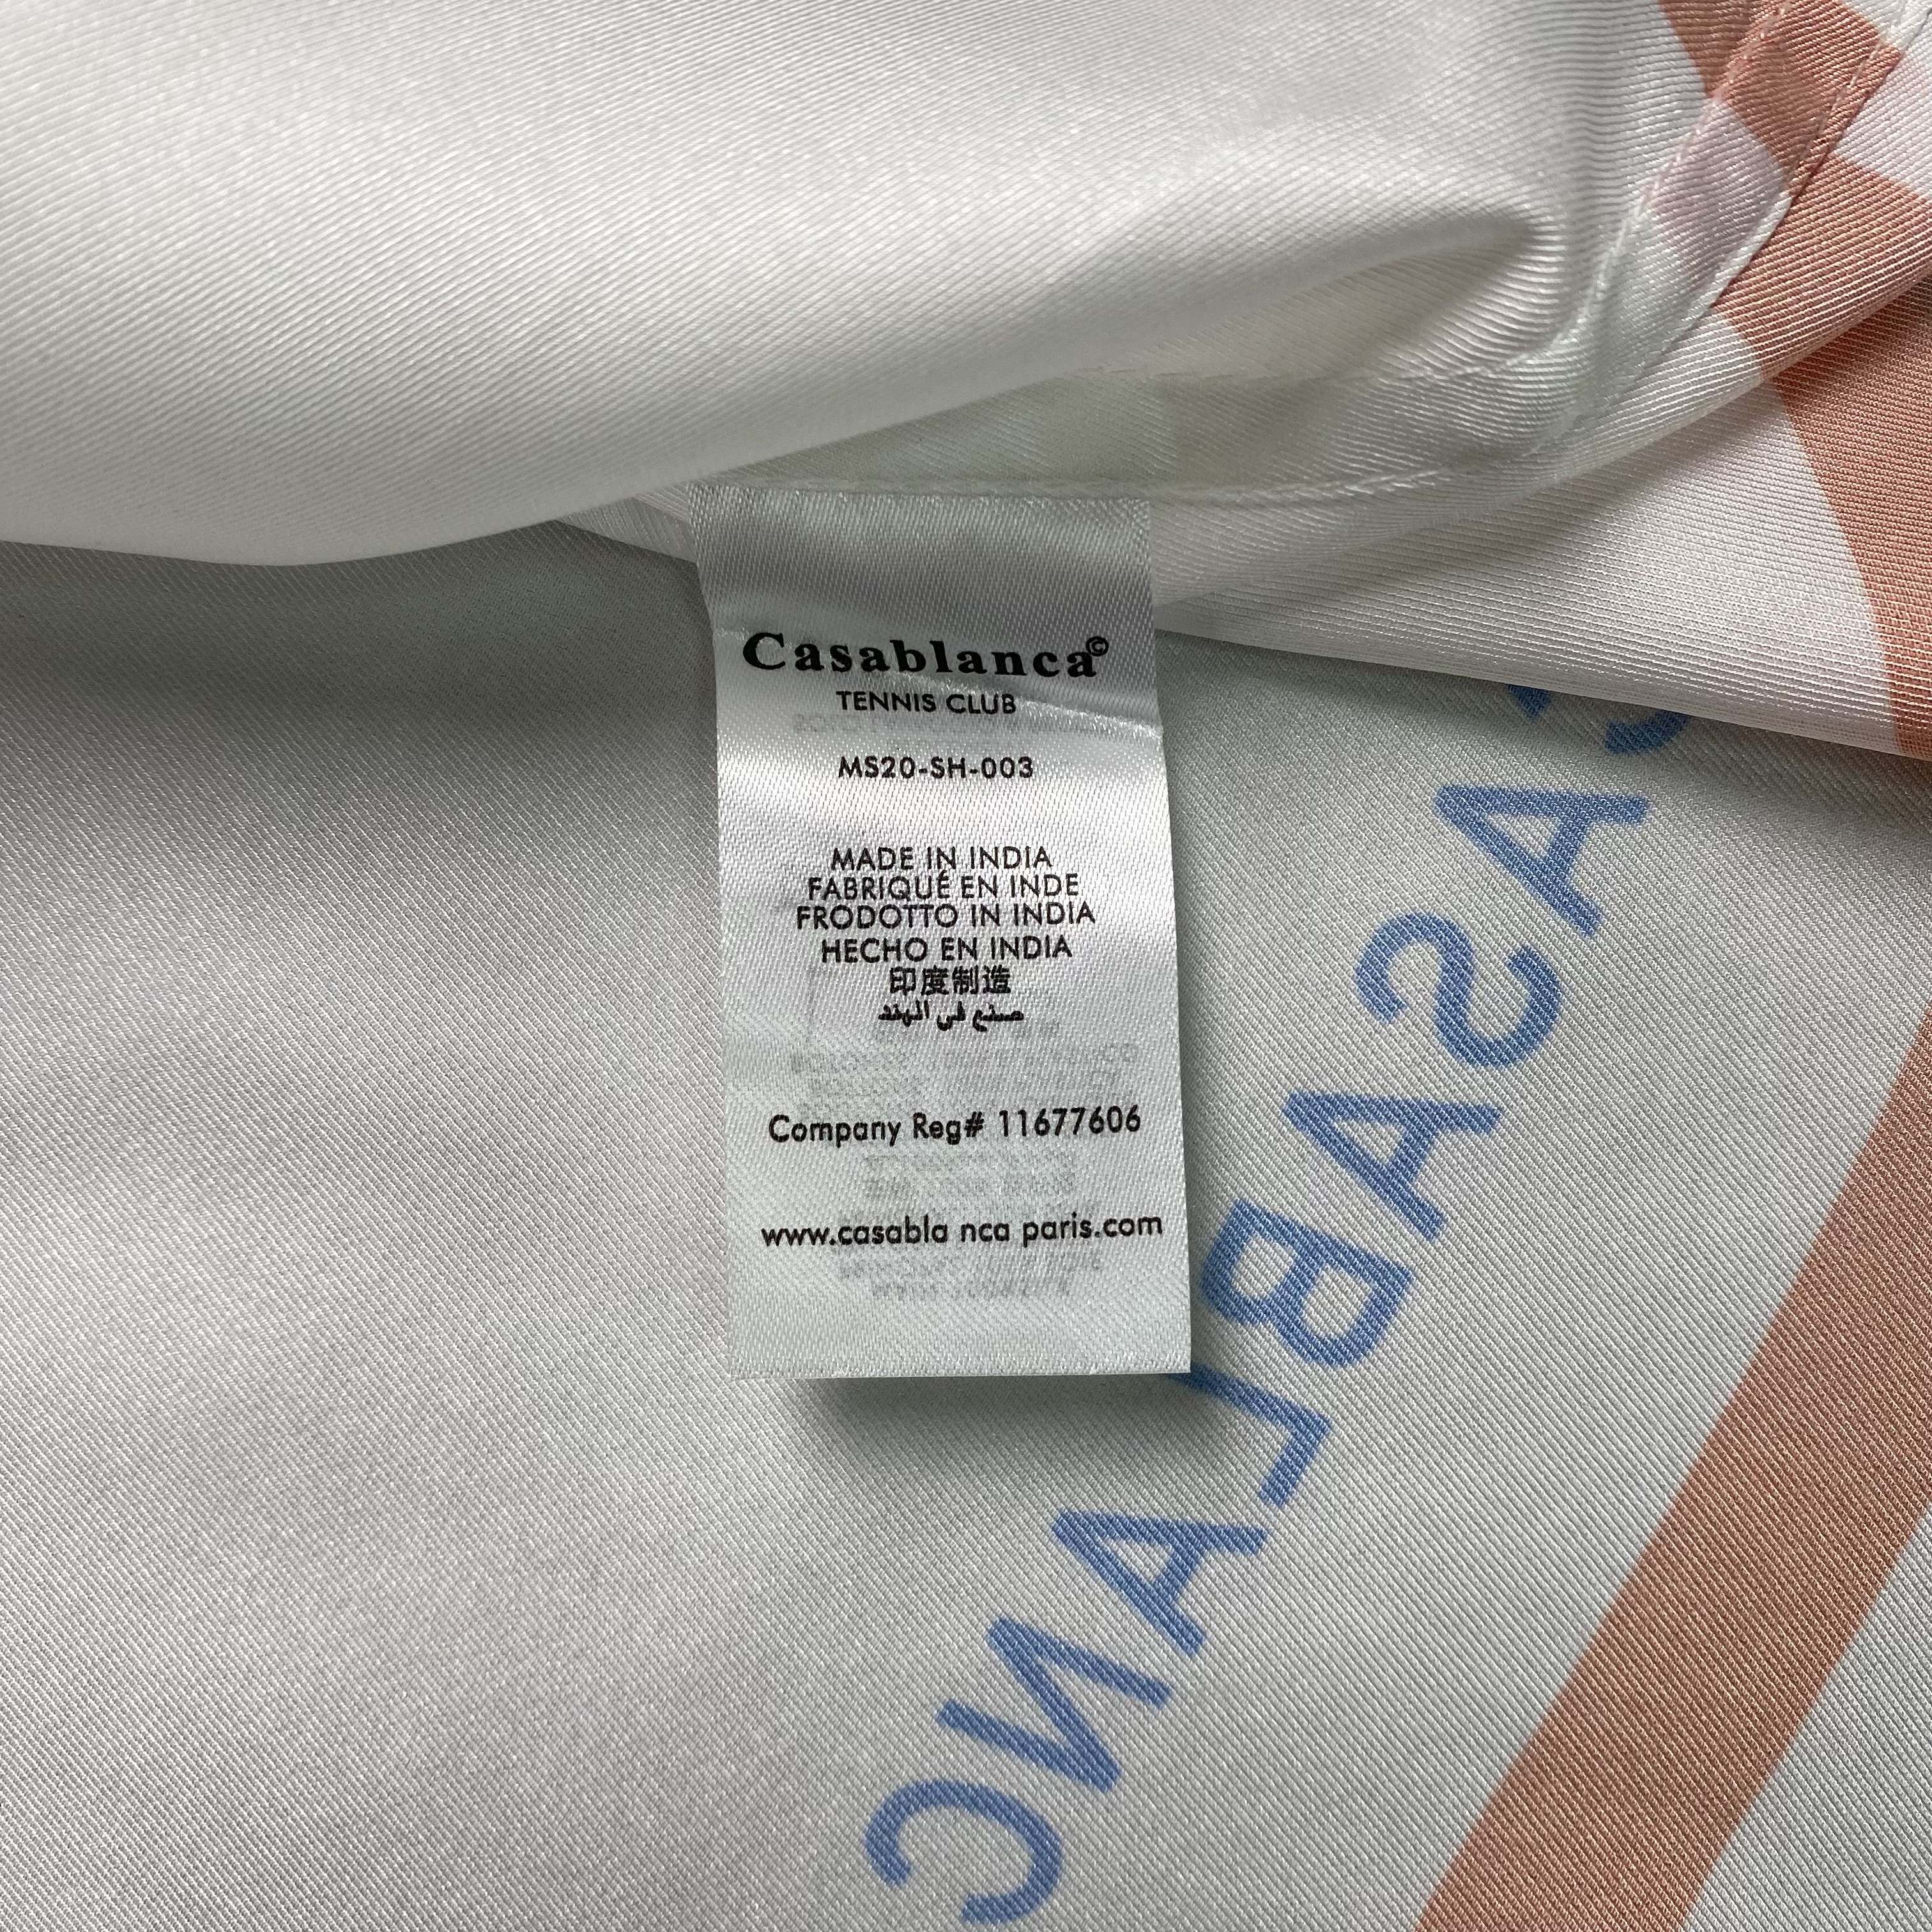 Casablanca©
TENNIS CLUB
MS20-SH-003
MADE IN INDIA
FABRIQUÉ EN INDE
FRODOTTO IN INDIA
HECHO EN INDIA
印度制造
صنع في الهند
Company Reg# 11677606
www.casabla nca paris.com
CASABLANC